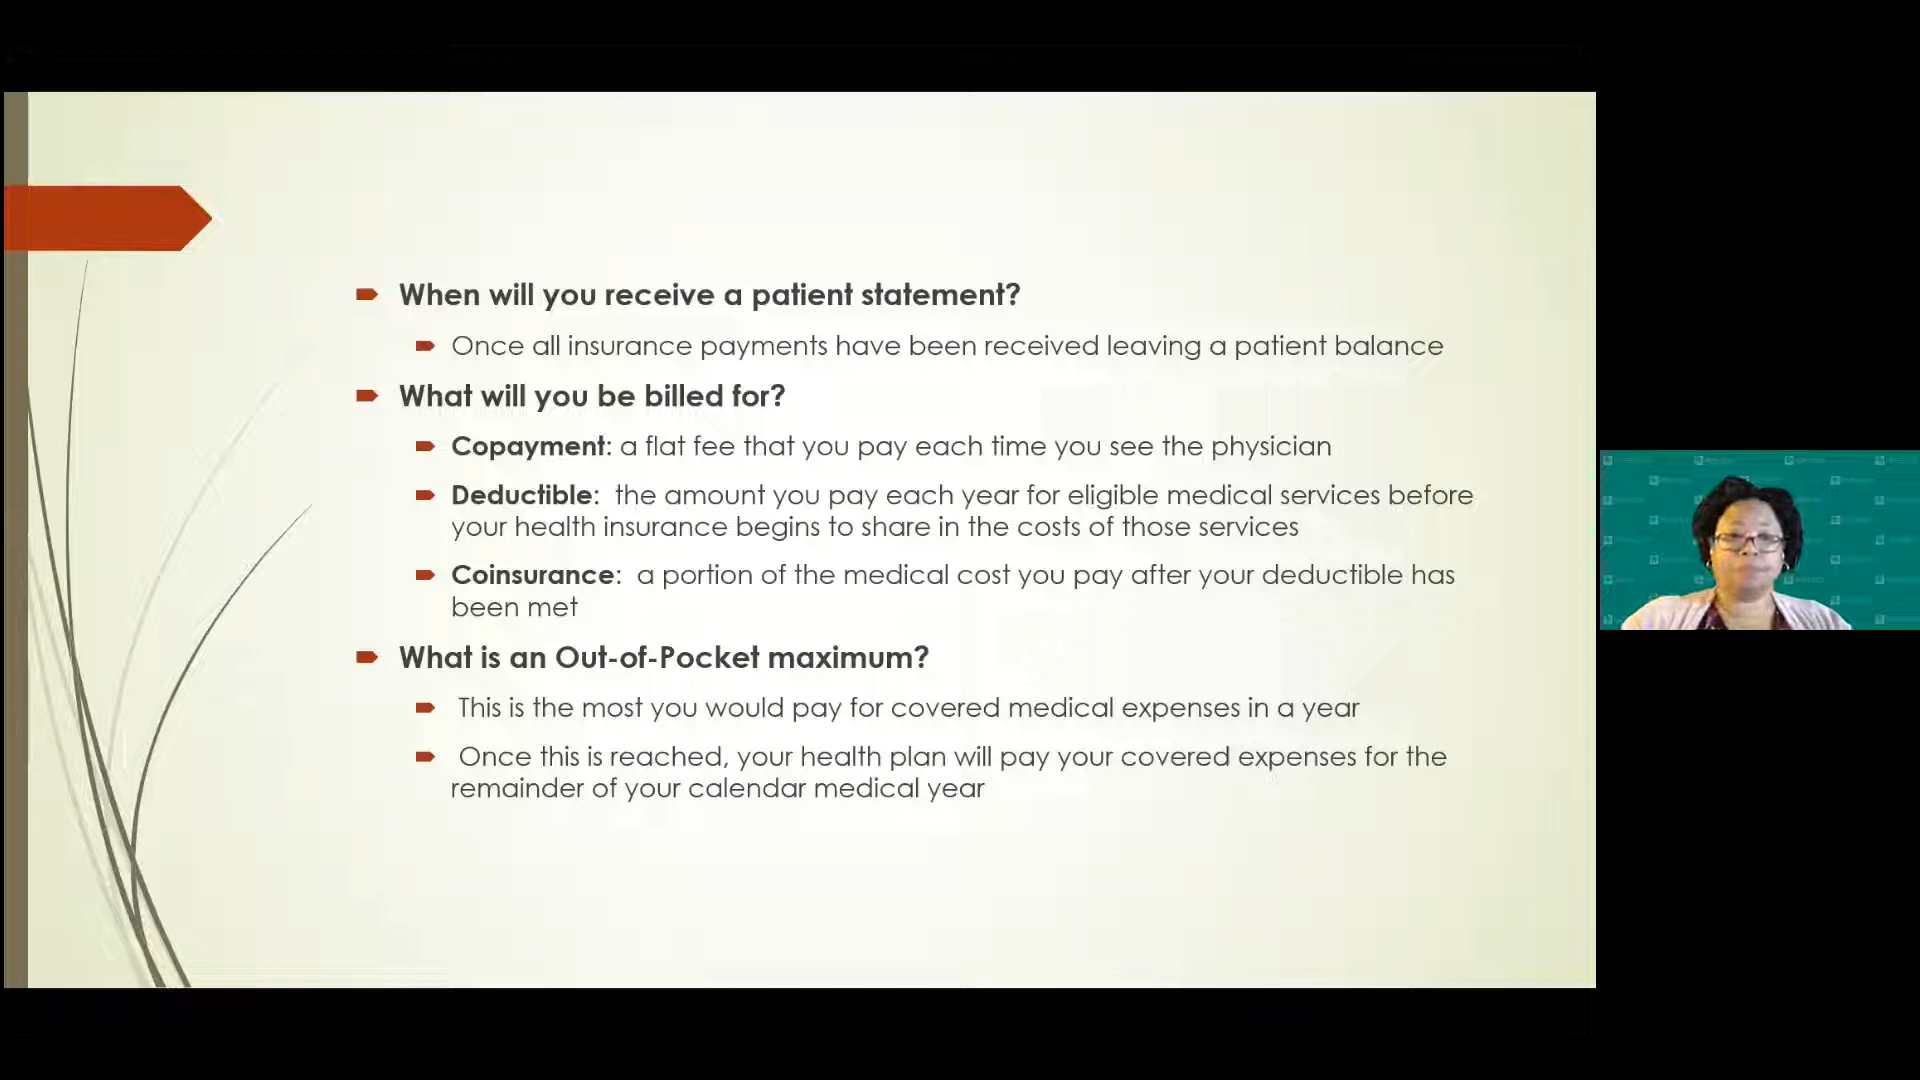 When will you receive a patient statement?
Once all insurance payments have been received leaving a patient balance
What will you be billed for?
Copayment: a flat fee that you pay each time you see the physician
Deductible: the amount you pay each year for eligible medical services before
your health insurance begins to share in the costs of those services
Coinsurance: a portion of the medical cost you pay after your deductible has
been met
What is an Out-of-Pocket maximum?
This is the most you would pay for covered medical expenses in a year
Once this is reached, your health plan will pay your covered expenses for the
remainder of your calendar medical year